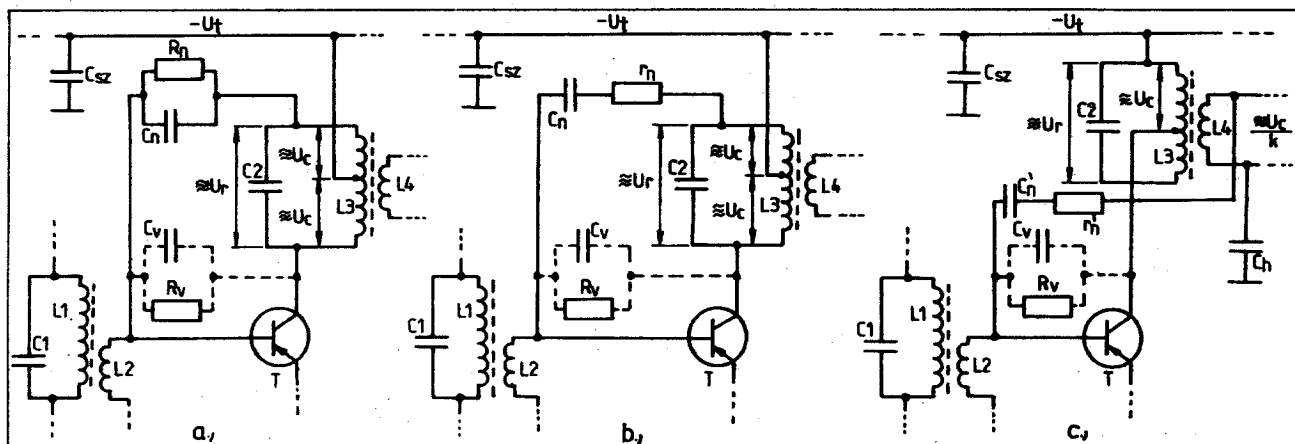 -Ut
Csz
Rn
Cn
C2
≈Ur
≈Uc
≈Uc
L3
L4
Cv
Rv
L1
C1
L2
T
a,
-Ut
Csz
Cn
rn
C2
≈Ur
≈Uc
≈Uc
L3
L4
Cv
Rv
L1
C1
L2
T
b,
-Ut
Csz
≈Ur
C2
≈Uc
L3
L4
≈Uc
k
Cn'
rn'
Ch
Cv
Rv
L1
C1
L2
T
c,